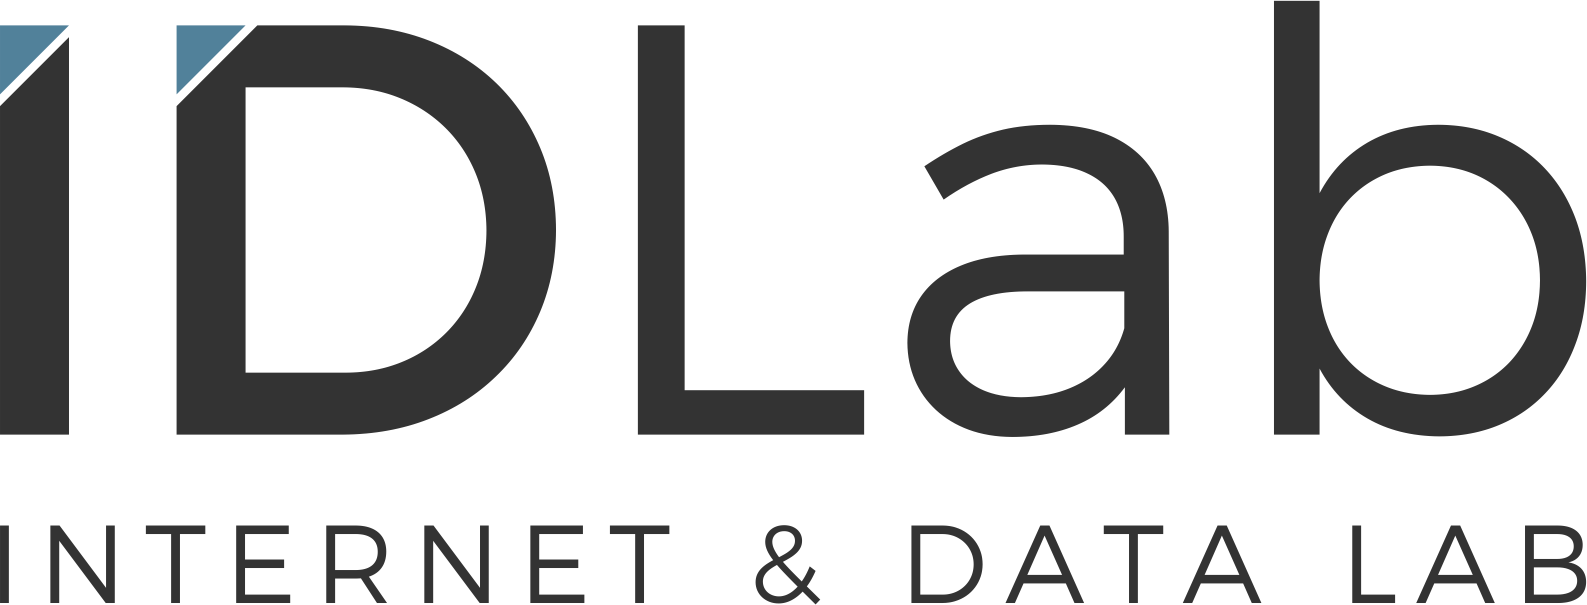 IDLab
INTERNET & DATA LAB